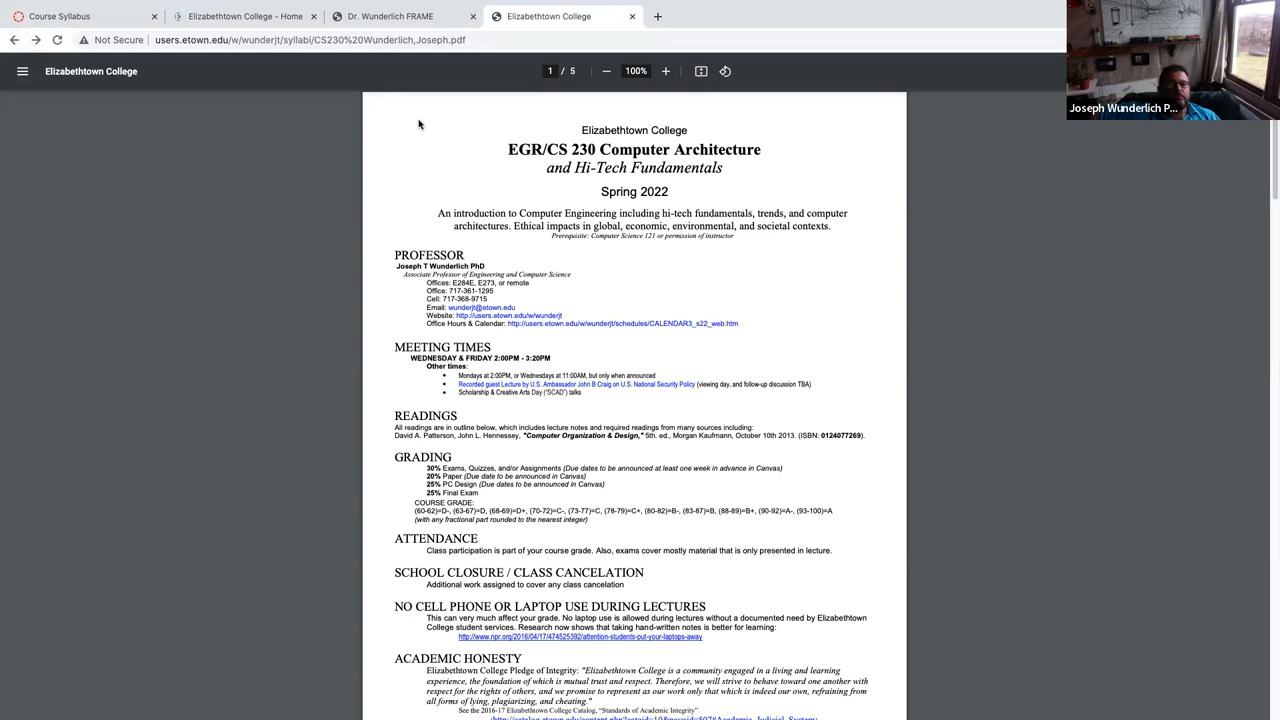 Course Syllabus
Elizabethtown College - Home
Dr. Wunderlich FRAME
Elizabethtown College
Not Secure
users.etown.edu/w/wunderjt/syllabi/CS230%20Wunderlich,Joseph.pdf
Elizabethtown College
1 / 5
100%
Joseph Wunderlich P...
Elizabethtown College
EGR/CS 230 Computer Architecture
and Hi-Tech Fundamentals
Spring 2022
An introduction to Computer Engineering including hi-tech fundamentals, trends, and computer
architectures. Ethical impacts in global, economic, environmental, and societal contexts.
Prerequisite: Computer Science 121 or permission of instructor
PROFESSOR
Joseph T Wunderlich PhD
Associate Professor of Engineering and Computer Science
Offices: E284E, E273, or remote
Office: 717-361-1295
Cell: 717-368-9715
Email: wunderjt@etown.edu
Website: http://users.etown.edu/w/wunderjt
Office Hours & Calendar: http://users.etown.edu/w/wunderjt/schedules/CALENDAR3_s22_web.htm
MEETING TIMES
WEDNESDAY & FRIDAY 2:00PM - 3:20PM
Other times:
• Mondays at 2:00PM, or Wednesdays at 11:00AM, but only when announced
• Recorded guest Lecture by U.S. Ambassador John B Craig on U.S. National Security Policy (viewing day, and follow-up discussion TBA)
• Scholarship & Creative Arts Day ("SCAD") talks
READINGS
All readings are in outline below, which includes lecture notes and required readings from many sources including:
David A. Patterson, John L. Hennessey, "Computer Organization & Design," 5th. ed., Morgan Kaufmann, October 10th 2013. (ISBN: 0124077269).
GRADING
30% Exams, Quizzes, and/or Assignments (Due dates to be announced at least one week in advance in Canvas)
20% Paper (Due date to be announced in Canvas)
25% PC Design (Due dates to be announced in Canvas)
25% Final Exam
COURSE GRADE:
(60-62)=D-, (63-67)=D, (68-69)=D+, (70-72)=C-, (73-77)=C, (78-79)=C+, (80-82)=B-, (83-87)=B, (88-89)=B+, (90-92)=A-, (93-100)=A
(with any fractional part rounded to the nearest integer)
ATTENDANCE
Class participation is part of your course grade. Also, exams cover mostly material that is only presented in lecture.
SCHOOL CLOSURE / CLASS CANCELATION
Additional work assigned to cover any class cancelation
NO CELL PHONE OR LAPTOP USE DURING LECTURES
This can very much affect your grade. No laptop use is allowed during lectures without a documented need by Elizabethtown
College student services. Research now shows that taking hand-written notes is better for learning:
http://www.npr.org/2016/04/17/474525392/attention-students-put-your-laptops-away
ACADEMIC HONESTY
Elizabethtown College Pledge of Integrity: "Elizabethtown College is a community engaged in a living and learning
experience, the foundation of which is mutual trust and respect. Therefore, we will strive to behave toward one another with
respect for the rights of others, and we promise to represent as our work only that which is indeed our own, refraining from
all forms of lying, plagiarizing, and cheating."
See the 2016-17 Elizabethtown College Catalog, "Standards of Academic Integrity"